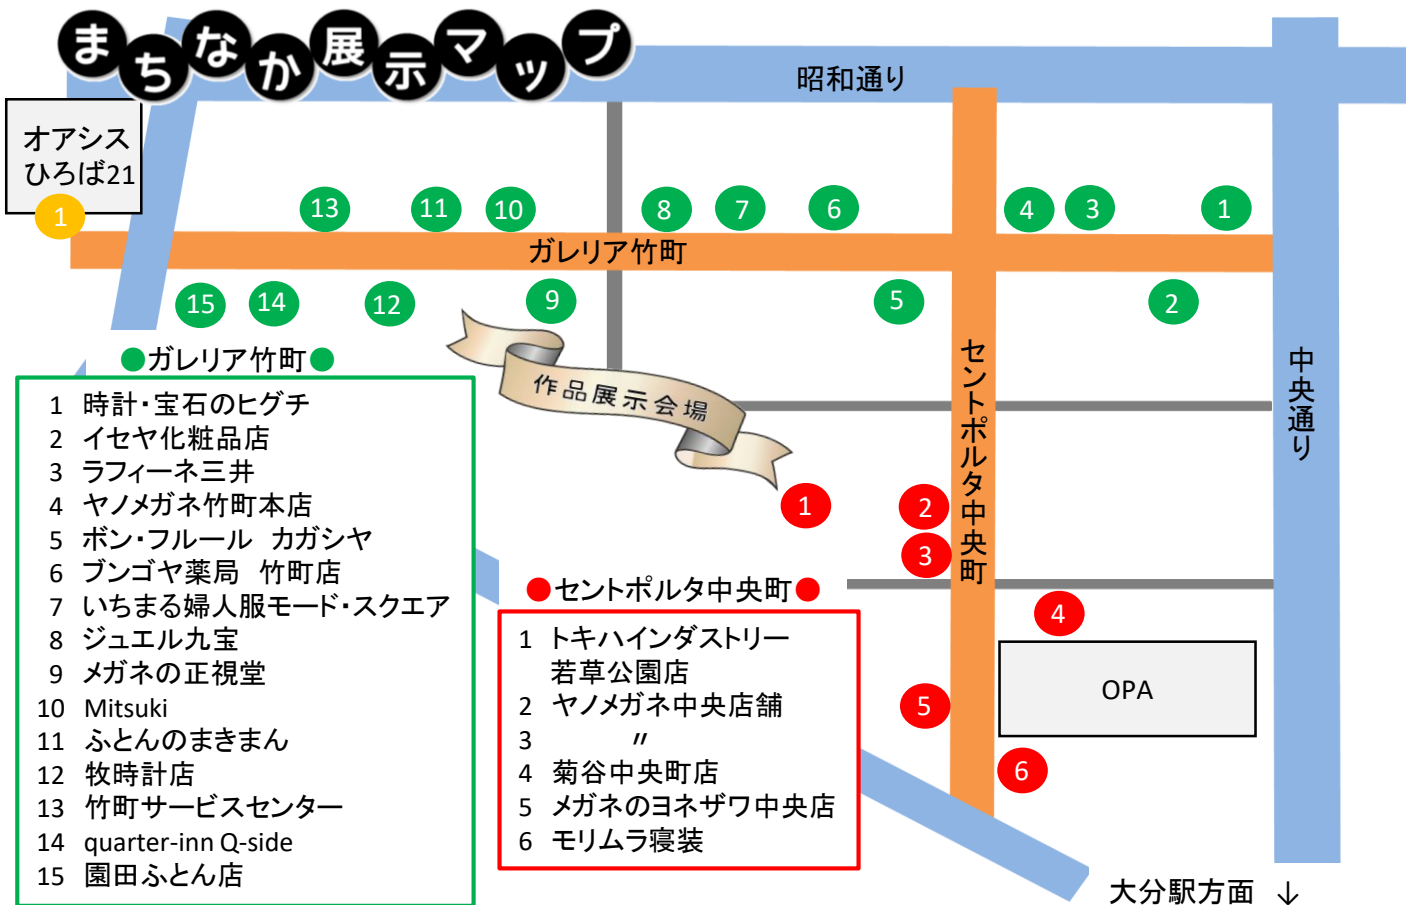 まちなか展示マップ
昭和通り
オアシス
ひろば21
1
13
11
10
8
7
6
4
3
1
ガレリア竹町
15
14
12
9
5
2
作品展示会場
セントポルタ中央町
中央通り
●ガレリア竹町●
1 時計・宝石のヒグチ
2 イセヤ化粧品店
3 ラフィーネ三井
4 ヤノメガネ竹町本店
5 ボン・フルール カガシヤ
6 ブンゴヤ薬局 竹町店
7 いちまる婦人服モード・スクエア
8 ジュエル九宝
9 メガネの正視堂
10 Mitsuki
11 ふとんのまきまん
12 牧時計店
13 竹町サービスセンター
14 quarter-inn Q-side
15 園田ふとん店
1
2
3
4
5
6
OPA
●セントポルタ中央町●
1 トキハインダストリー
若草公園店
2 ヤノメガネ中央店舗
3 〃
4 菊谷中央町店
5 メガネのヨネザワ中央店
6 モリムラ寝装
大分駅方面 ↓